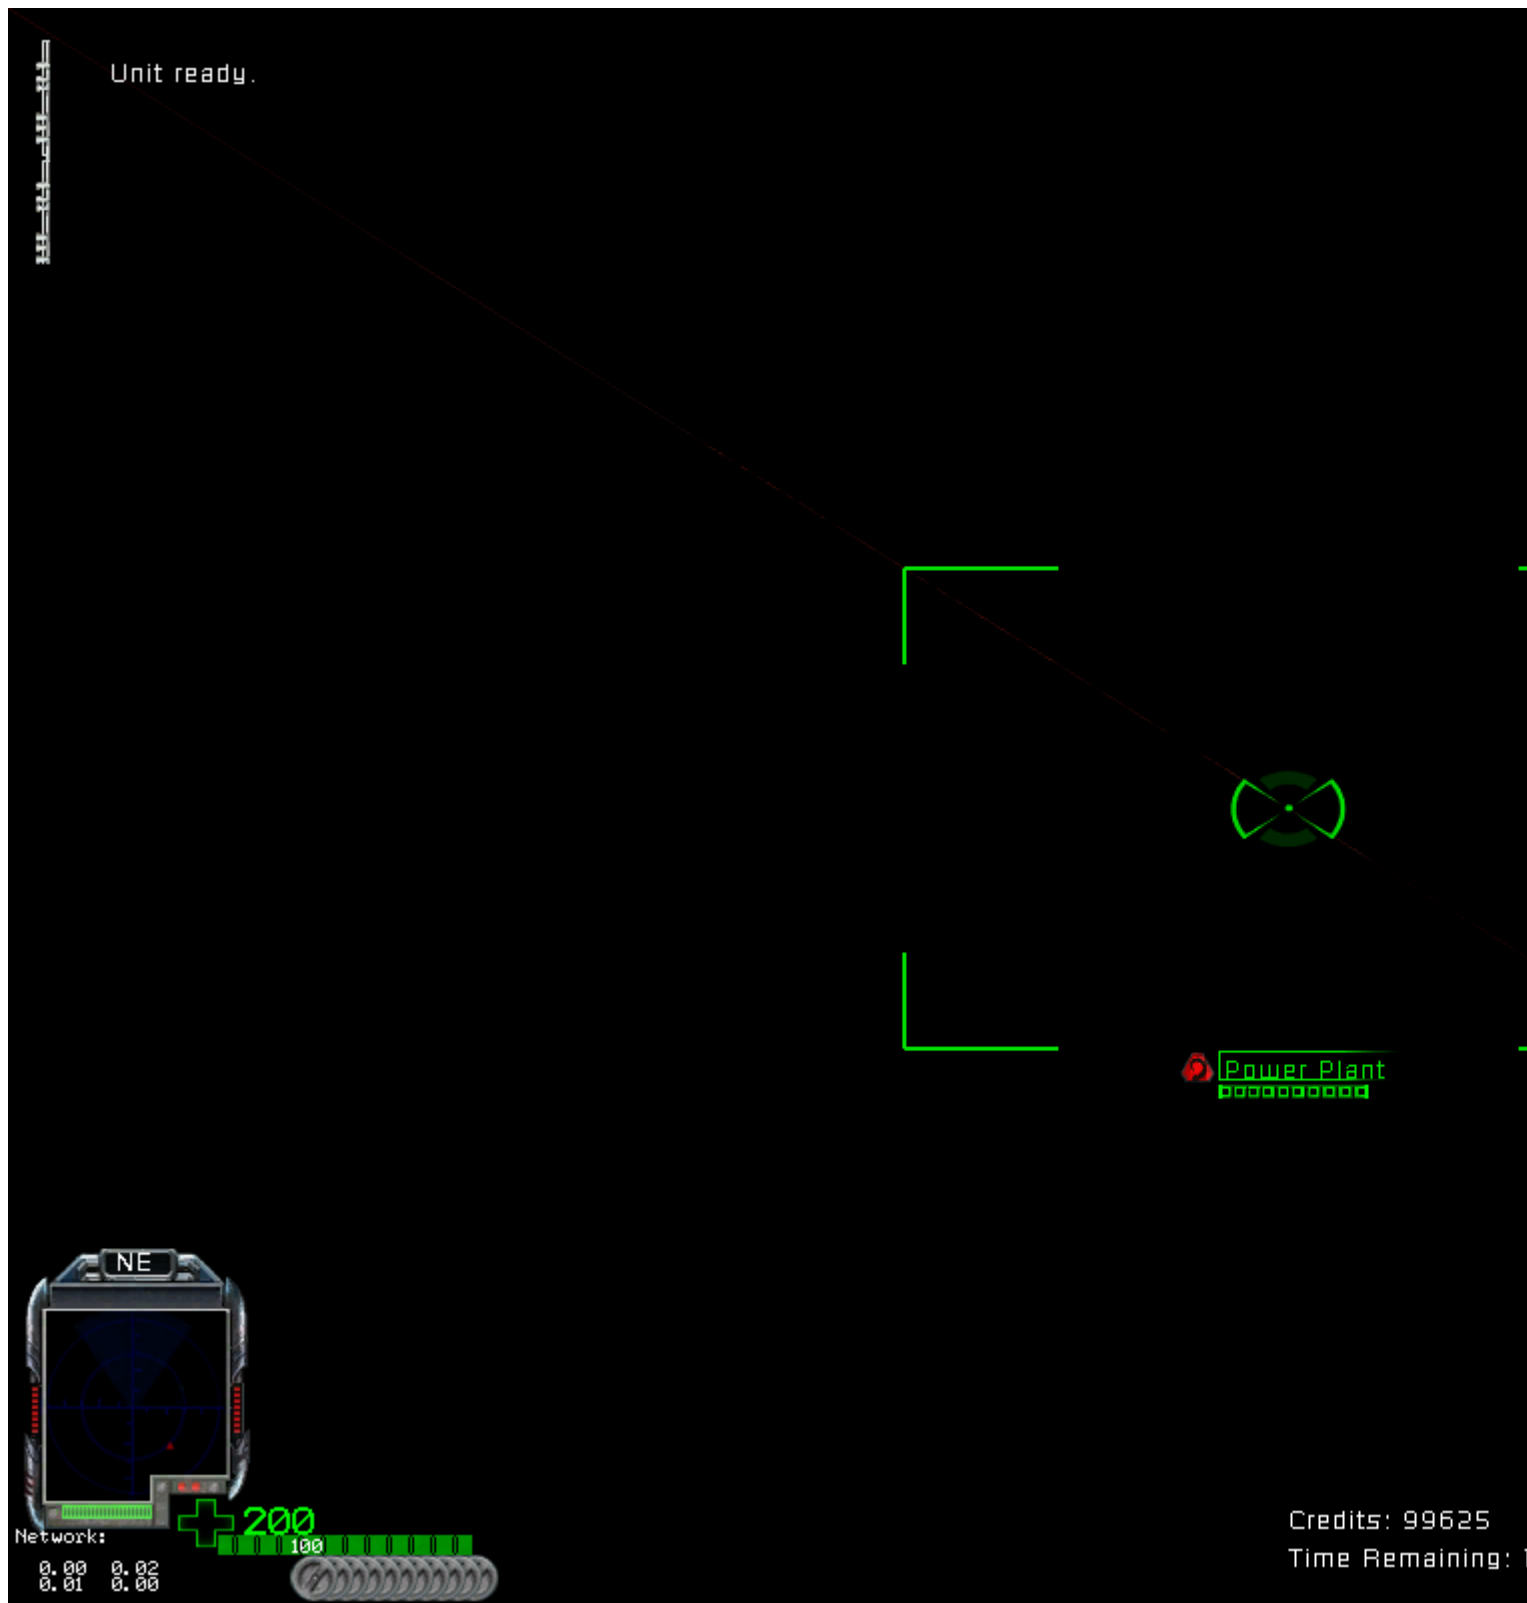 Unit ready.
Power Plant
NE
200
100
Network:
0.00 0.02
0.01 0.00
Credits: 99625
Time Remaining: